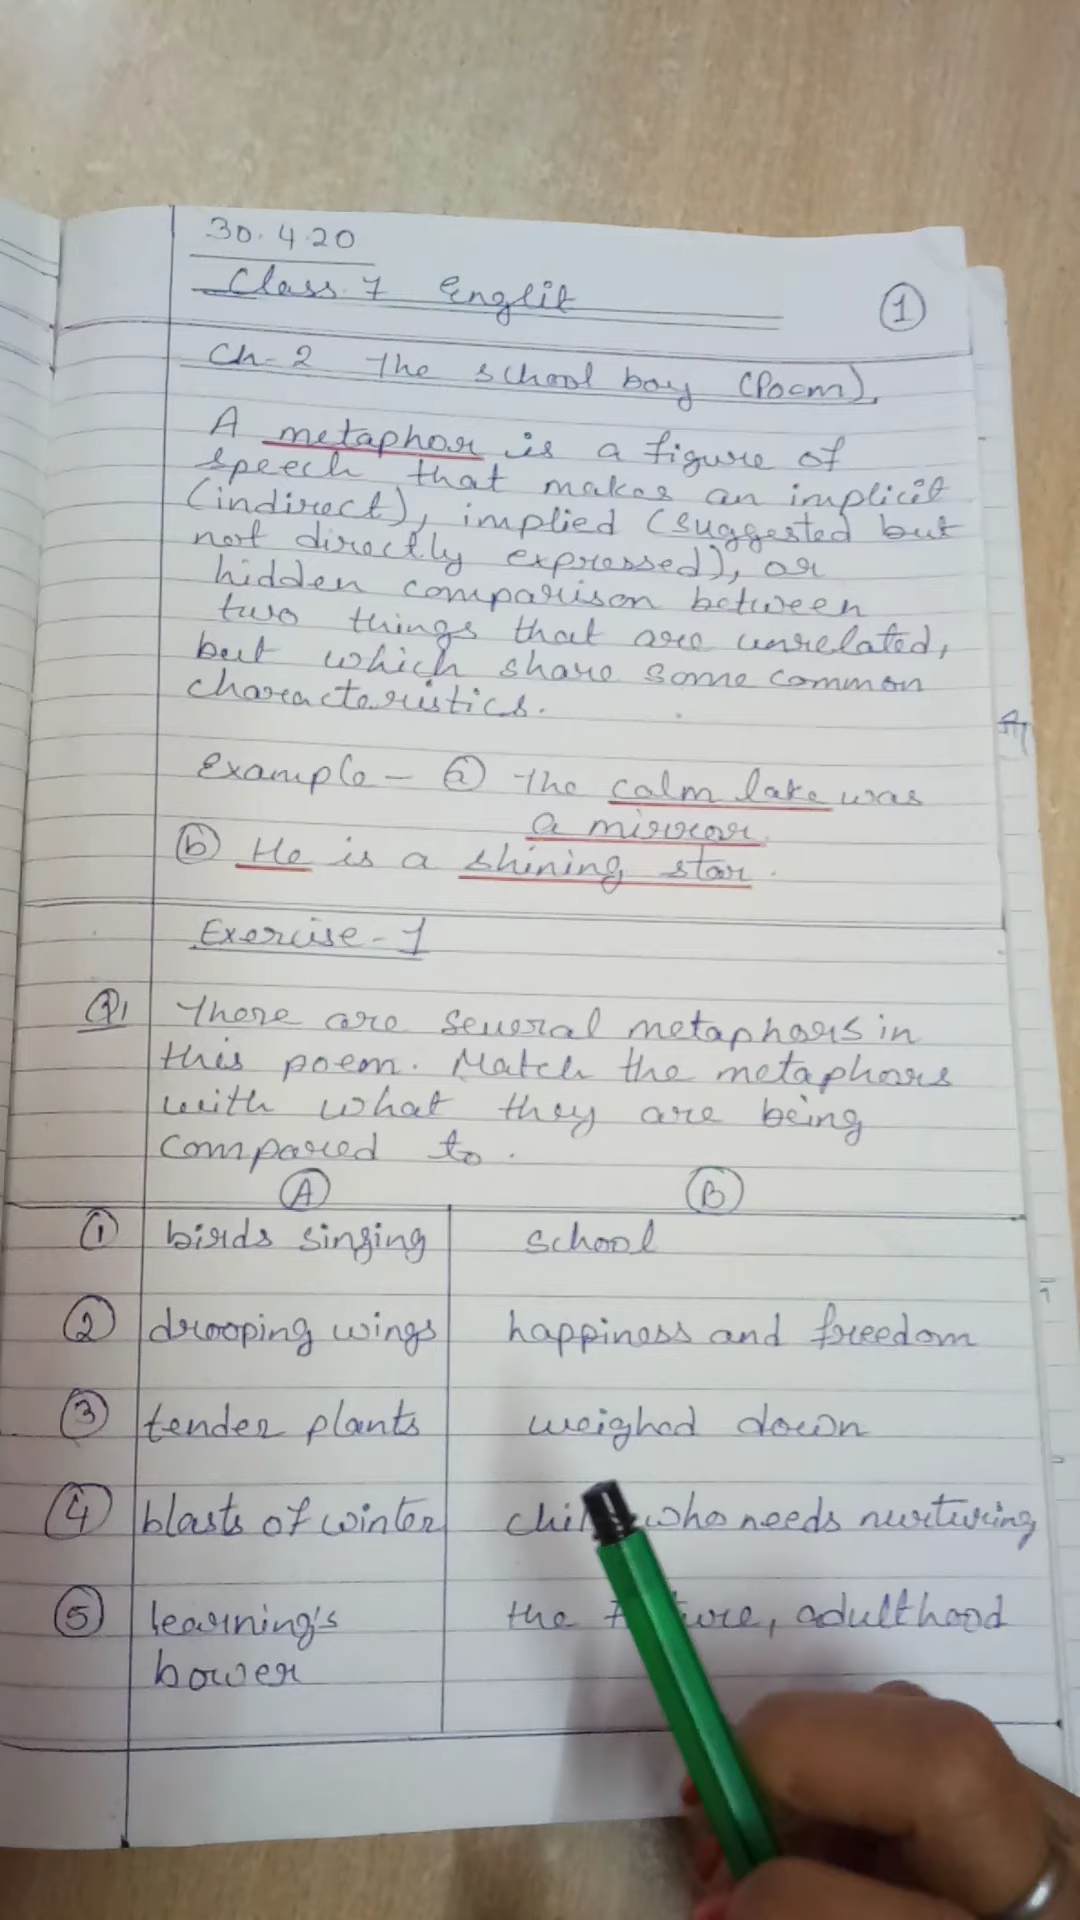 30.4.20
Class.7 Englit
1
Ch-2 The school boy (Poem),
A metaphor is a figure of
speech that makes an implicit
(indirect), implied (suggested but
not directly expressed), or
hidden comparison between
two things that are unrelated,
but which share some common
characteristics.
Example - a The calm lake was
a mirror.
b He is a shining star.
Exercise-1
Q1 There are several metaphors in
this poem. Match the metaphors
with what they are being
compared to.
A B
1 birds singing school
2 drooping wings happiness and freedom
3 tender plants weighed down
4 blasts of winter who needs nurturing
5 learning's the adulthood
bower